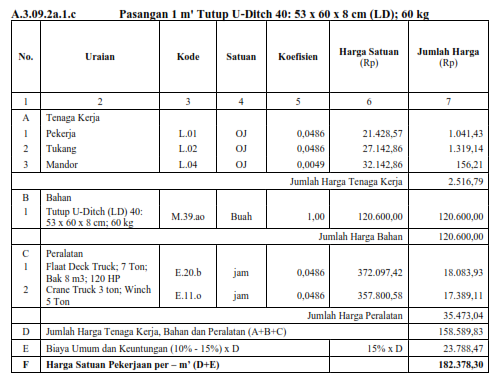 A.3.09.2a.1.c Pasangan 1 m' Tutup U-Ditch 40: 53 x 60 x 8 cm (LD); 60 kg
No. Uraian Kode Satuan Koefisien Harga Satuan (Rp) Jumlah Harga (Rp)
1 2 3 4 5 6 7
A Tenaga Kerja
1 Pekerja L.01 OJ 0,0486 21.428,57 1.041,43
2 Tukang L.02 OJ 0,0486 27.142,86 1.319,14
3 Mandor L.04 OJ 0,0049 32.142,86 156,21
Jumlah Harga Tenaga Kerja 2.516,79
B Bahan
1 Tutup U-Ditch (LD) 40: 53 x 60 x 8 cm; 60 kg M.39.ao Buah 1,00 120.600,00 120.600,00
Jumlah Harga Bahan 120.600,00
C Peralatan
1 Flaat Deck Truck; 7 Ton; Bak 8 m3; 120 HP E.20.b jam 0,0486 372.097,42 18.083,93
2 Crane Truck 3 ton; Winch 5 Ton E.11.o jam 0,0486 357.800,58 17.389,11
Jumlah Harga Peralatan 35.473,04
D Jumlah Harga Tenaga Kerja, Bahan dan Peralatan (A+B+C) 158.589,83
E Biaya Umum dan Keuntungan (10% - 15%) x D 15% x D 23.788,47
F Harga Satuan Pekerjaan per – m' (D+E) 182.378,30